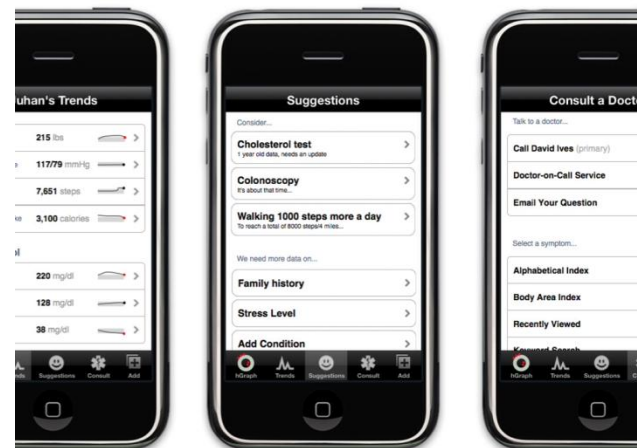 uhan's Trends
215 lbs
117/79 mmHg
7,651 steps
3,100 calories
220 mg/dl
128 mg/dl
38 mg/dl
Suggestions
Consult
Add
Suggestions
Consider...
Cholesterol test
1 year old data, needs an update
Colonoscopy
It's about that time...
Walking 1000 steps more a day
To reach a total of 8000 steps/4 miles...
We need more data on...
Family history
Stress Level
Add Condition
hGraph
Trends
Suggestions
Consult
Add
Consult a Doct
Talk to a doctor...
Call David Ives (primary)
Doctor-on-Call Service
Email Your Question
Select a symptom...
Alphabetical Index
Body Area Index
Recently Viewed
Keyword Search
hGraph
Trends
Suggestions